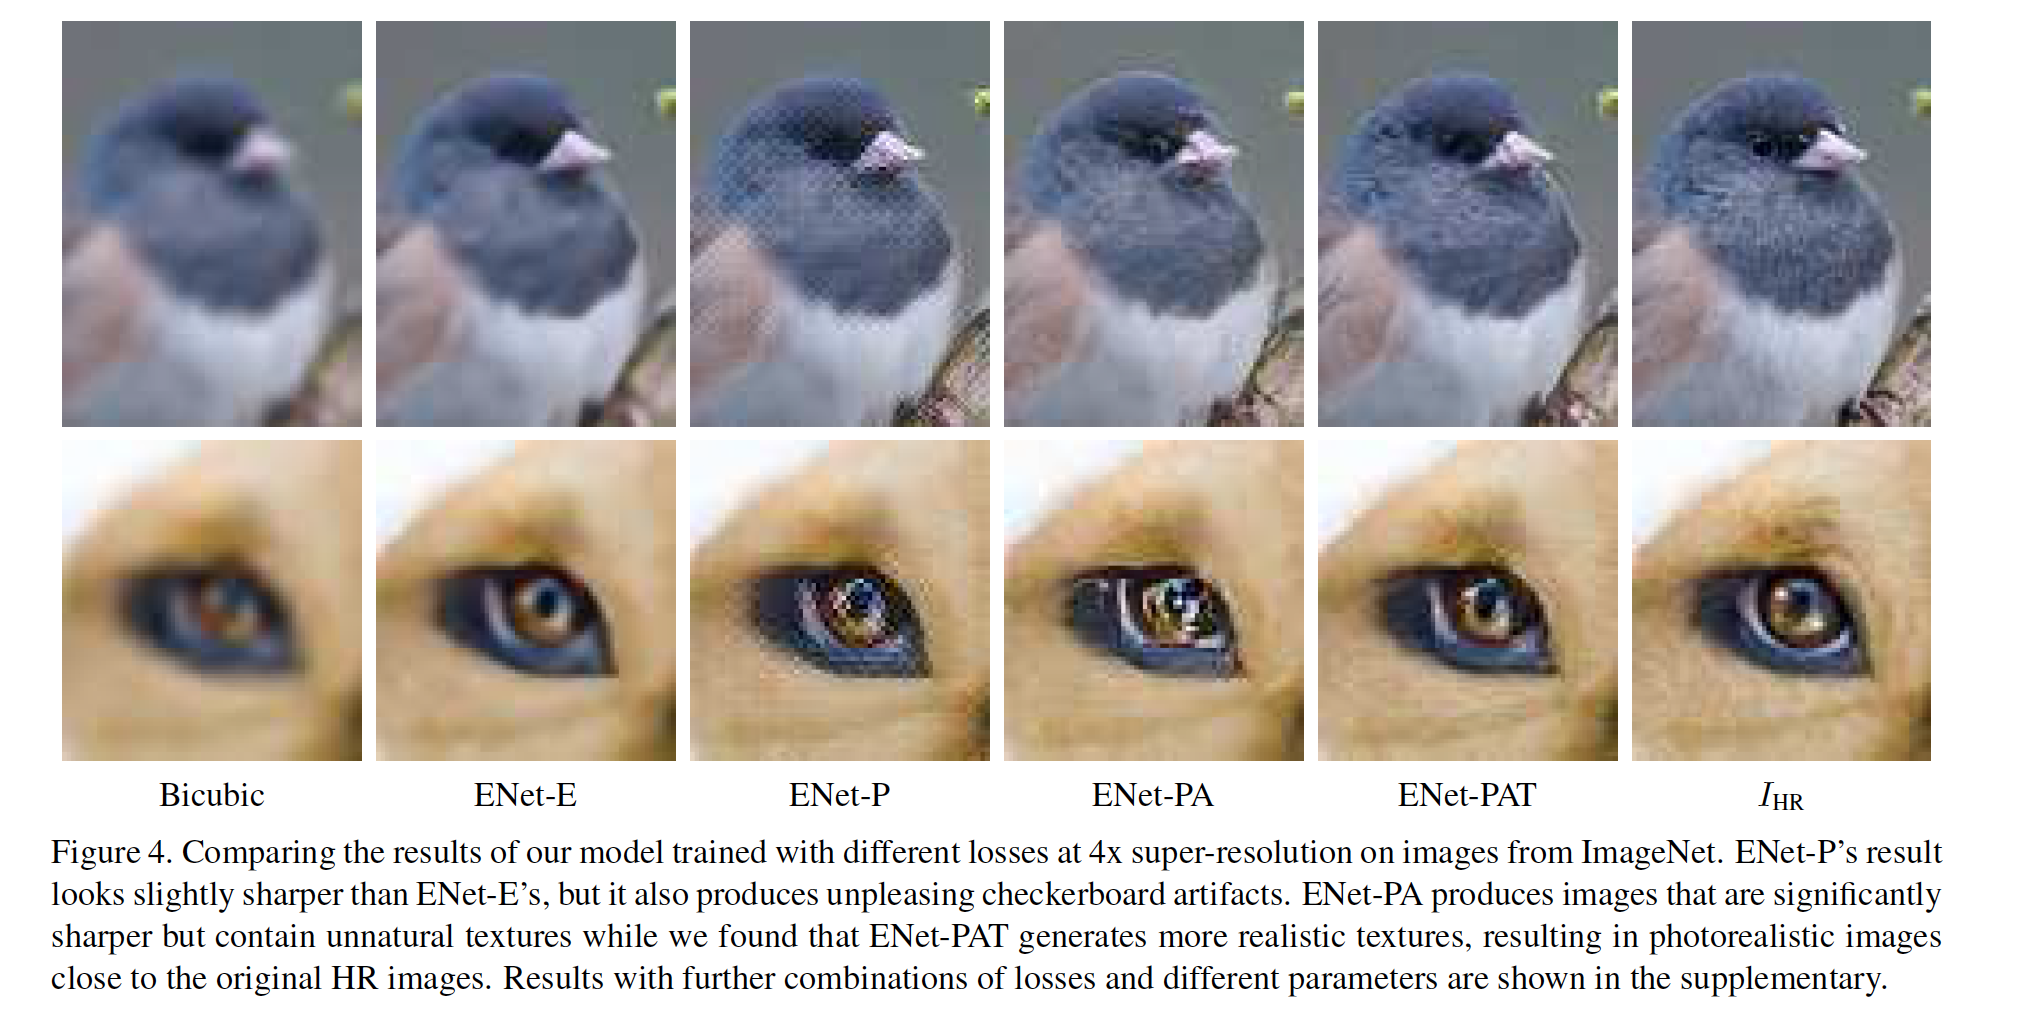 Bicubic ENet-E ENet-P ENet-PA ENet-PAT IHR
Figure 4. Comparing the results of our model trained with different losses at 4x super-resolution on images from ImageNet. ENet-P’s result
looks slightly sharper than ENet-E’s, but it also produces unpleasing checkerboard artifacts. ENet-PA produces images that are significantly
sharper but contain unnatural textures while we found that ENet-PAT generates more realistic textures, resulting in photorealistic images
close to the original HR images. Results with further combinations of losses and different parameters are shown in the supplementary.